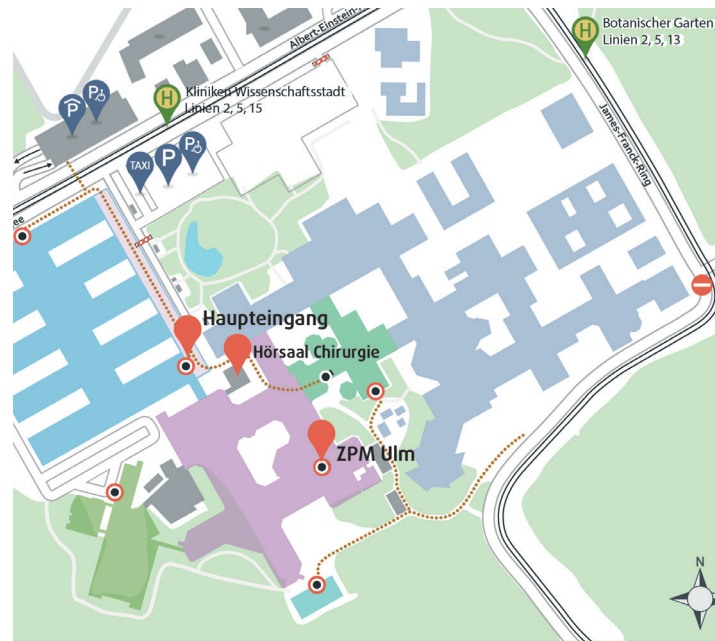 Botanischer Garten
Linien 2, 5, 13
Albert-Einstein-A
P
P
H
Kliniken Wissenschaftsstadt
Linien 2, 5, 15
H
James-Franck-Ring
TAXI
P
P
ee
Haupteingang
Hörsaal Chirurgie
ZPM Ulm
N